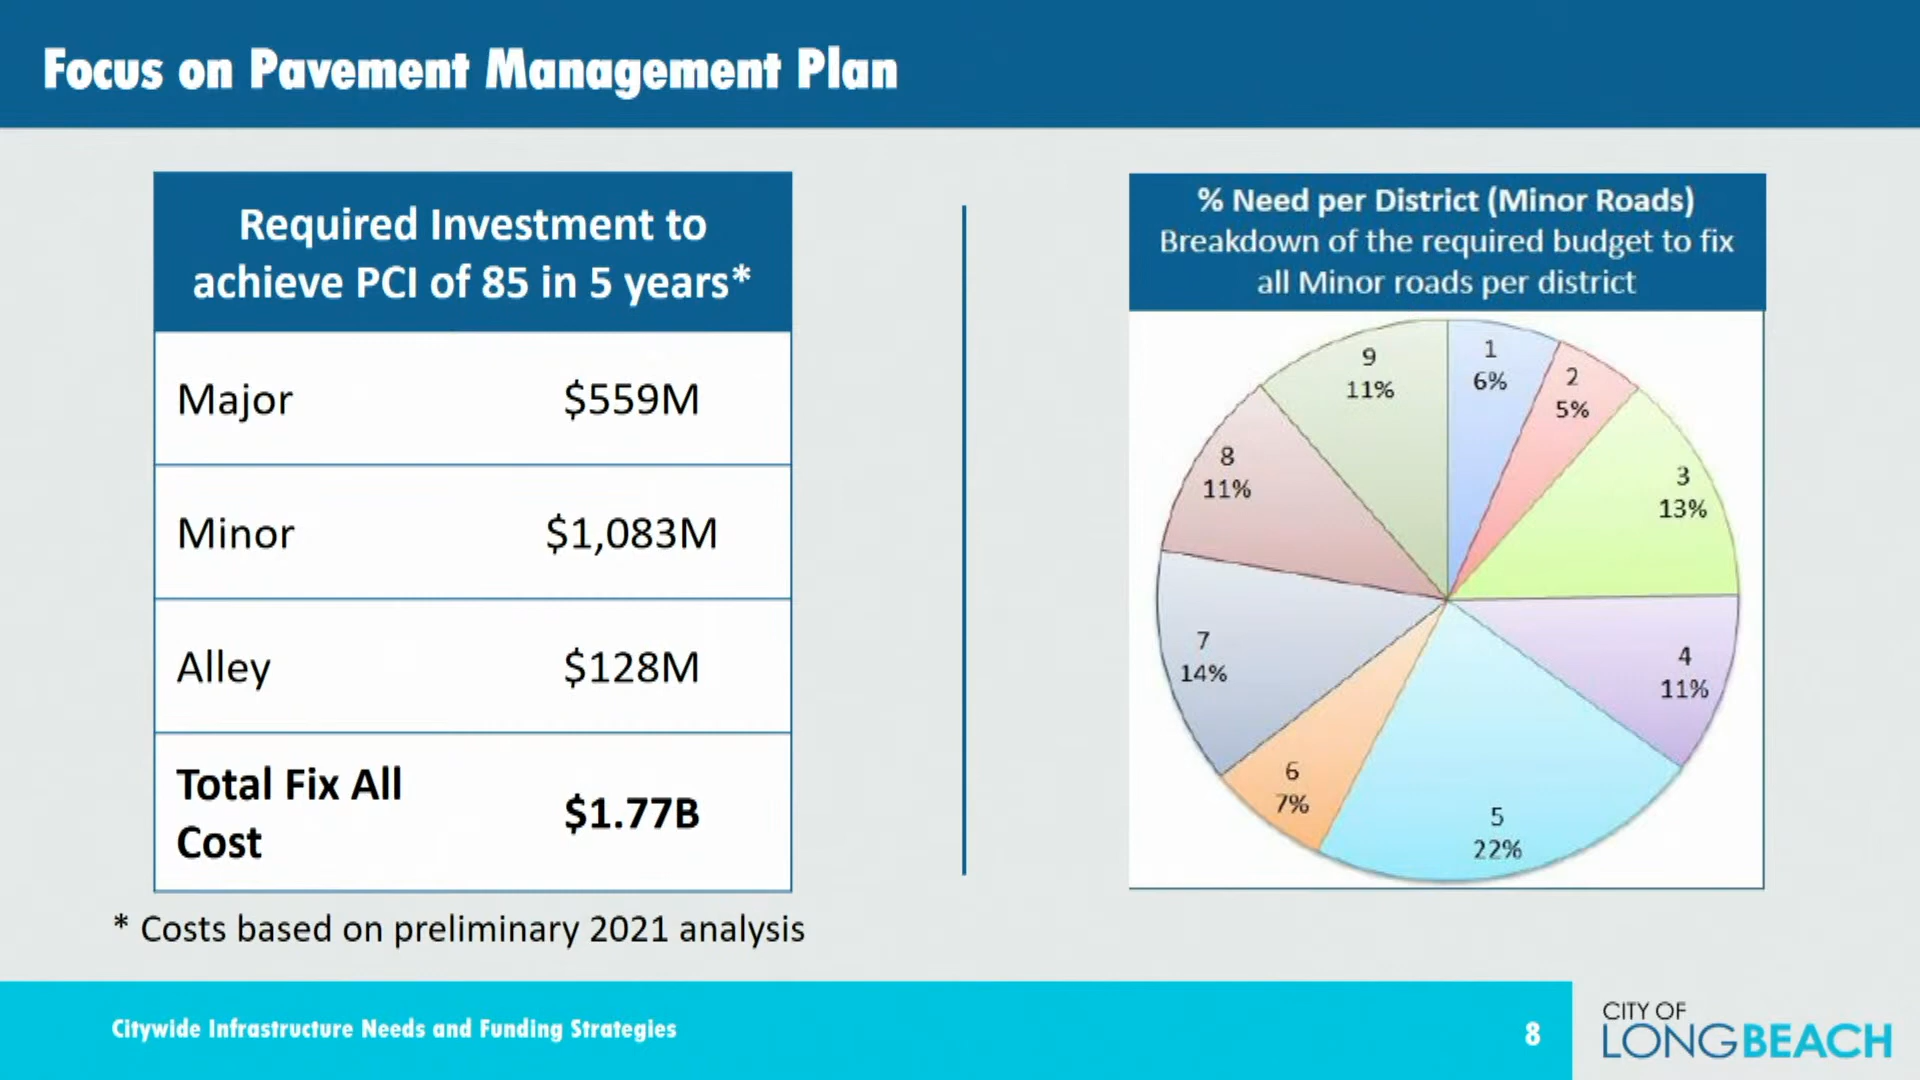 Focus on Pavement Management Plan
Required Investment to
achieve PCI of 85 in 5 years*
Major $559M
Minor $1,083M
Alley $128M
Total Fix All
Cost
$1.77B
* Costs based on preliminary 2021 analysis
% Need per District (Minor Roads)
Breakdown of the required budget to fix
all Minor roads per district
1
6%
2
5%
3
13%
4
11%
5
22%
6
7%
7
14%
8
11%
9
11%
Citywide Infrastructure Needs and Funding Strategies
8
CITY OF
LONGBEACH